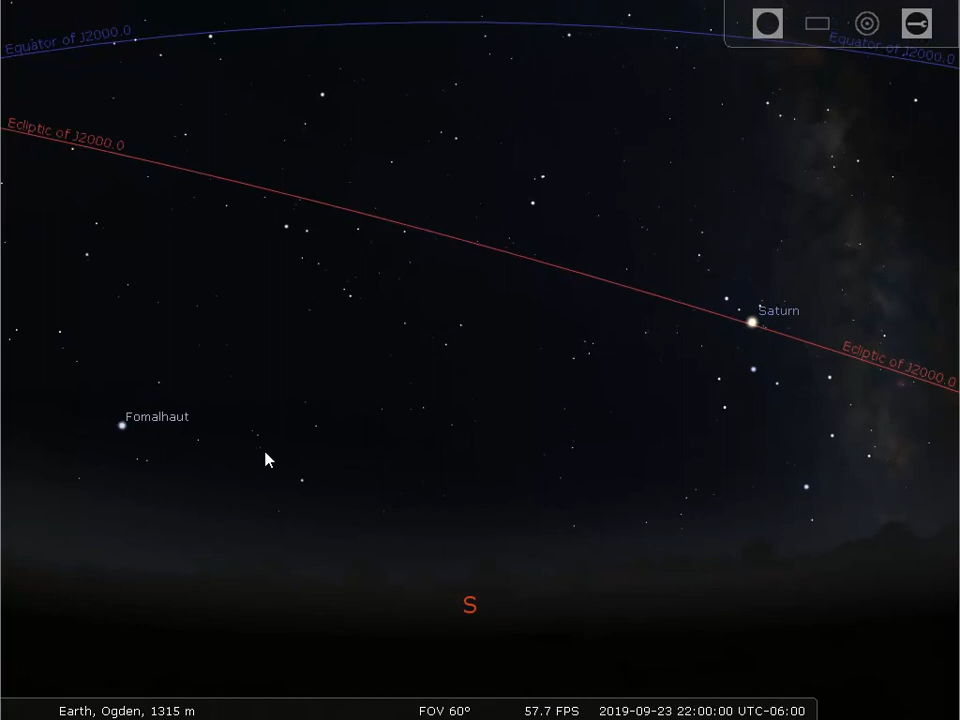 Equator of J2000.0
Equator of J2000.0
Ecliptic of J2000.0
Saturn
Ecliptic of J2000.0
Fomalhaut
S
Earth, Ogden, 1315 m FOV 60° 57.7 FPS 2019-09-23 22:00:00 UTC-06:00